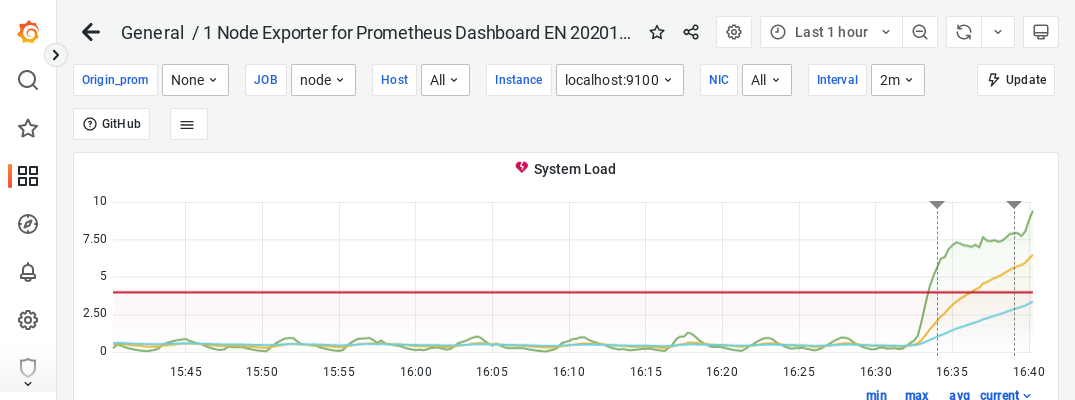 General / 1 Node Exporter for Prometheus Dashboard EN 20201...
Last 1 hour
Origin_prom None JOB node Host All Instance localhost:9100 NIC All Interval 2m Update
GitHub
System Load
10
7.50
5
2.50
0
15:45 15:50 15:55 16:00 16:05 16:10 16:15 16:20 16:25 16:30 16:35 16:40
min max avg current